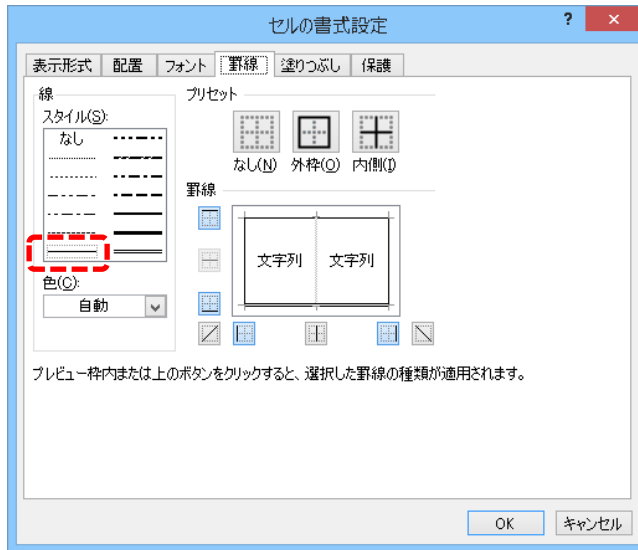 セルの書式設定
?
×
表示形式 配置 フォント 罫線 塗りつぶし 保護
線
スタイル(S):
なし
プリセット
なし(N) 外枠(O) 内側(I)
罫線
文字列 文字列
色(C):
自動
プレビュー枠内または上のボタンをクリックすると、選択した罫線の種類が適用されます。
OK キャンセル